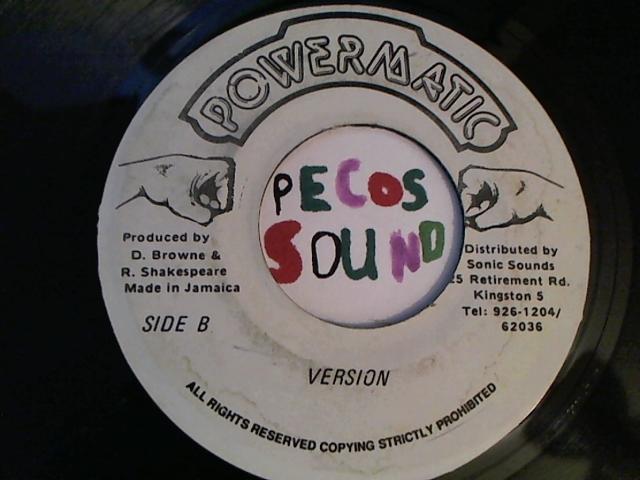 POWERMATIC
PECOS
SOUND
Produced by
D. Browne &
R. Shakespeare
Made in Jamaica
SIDE B
Distributed by
Sonic Sounds
25 Retirement Rd.
Kingston 5
Tel: 926-1204/
62036
VERSION
ALL RIGHTS RESERVED COPYING STRICTLY PROHIBITED